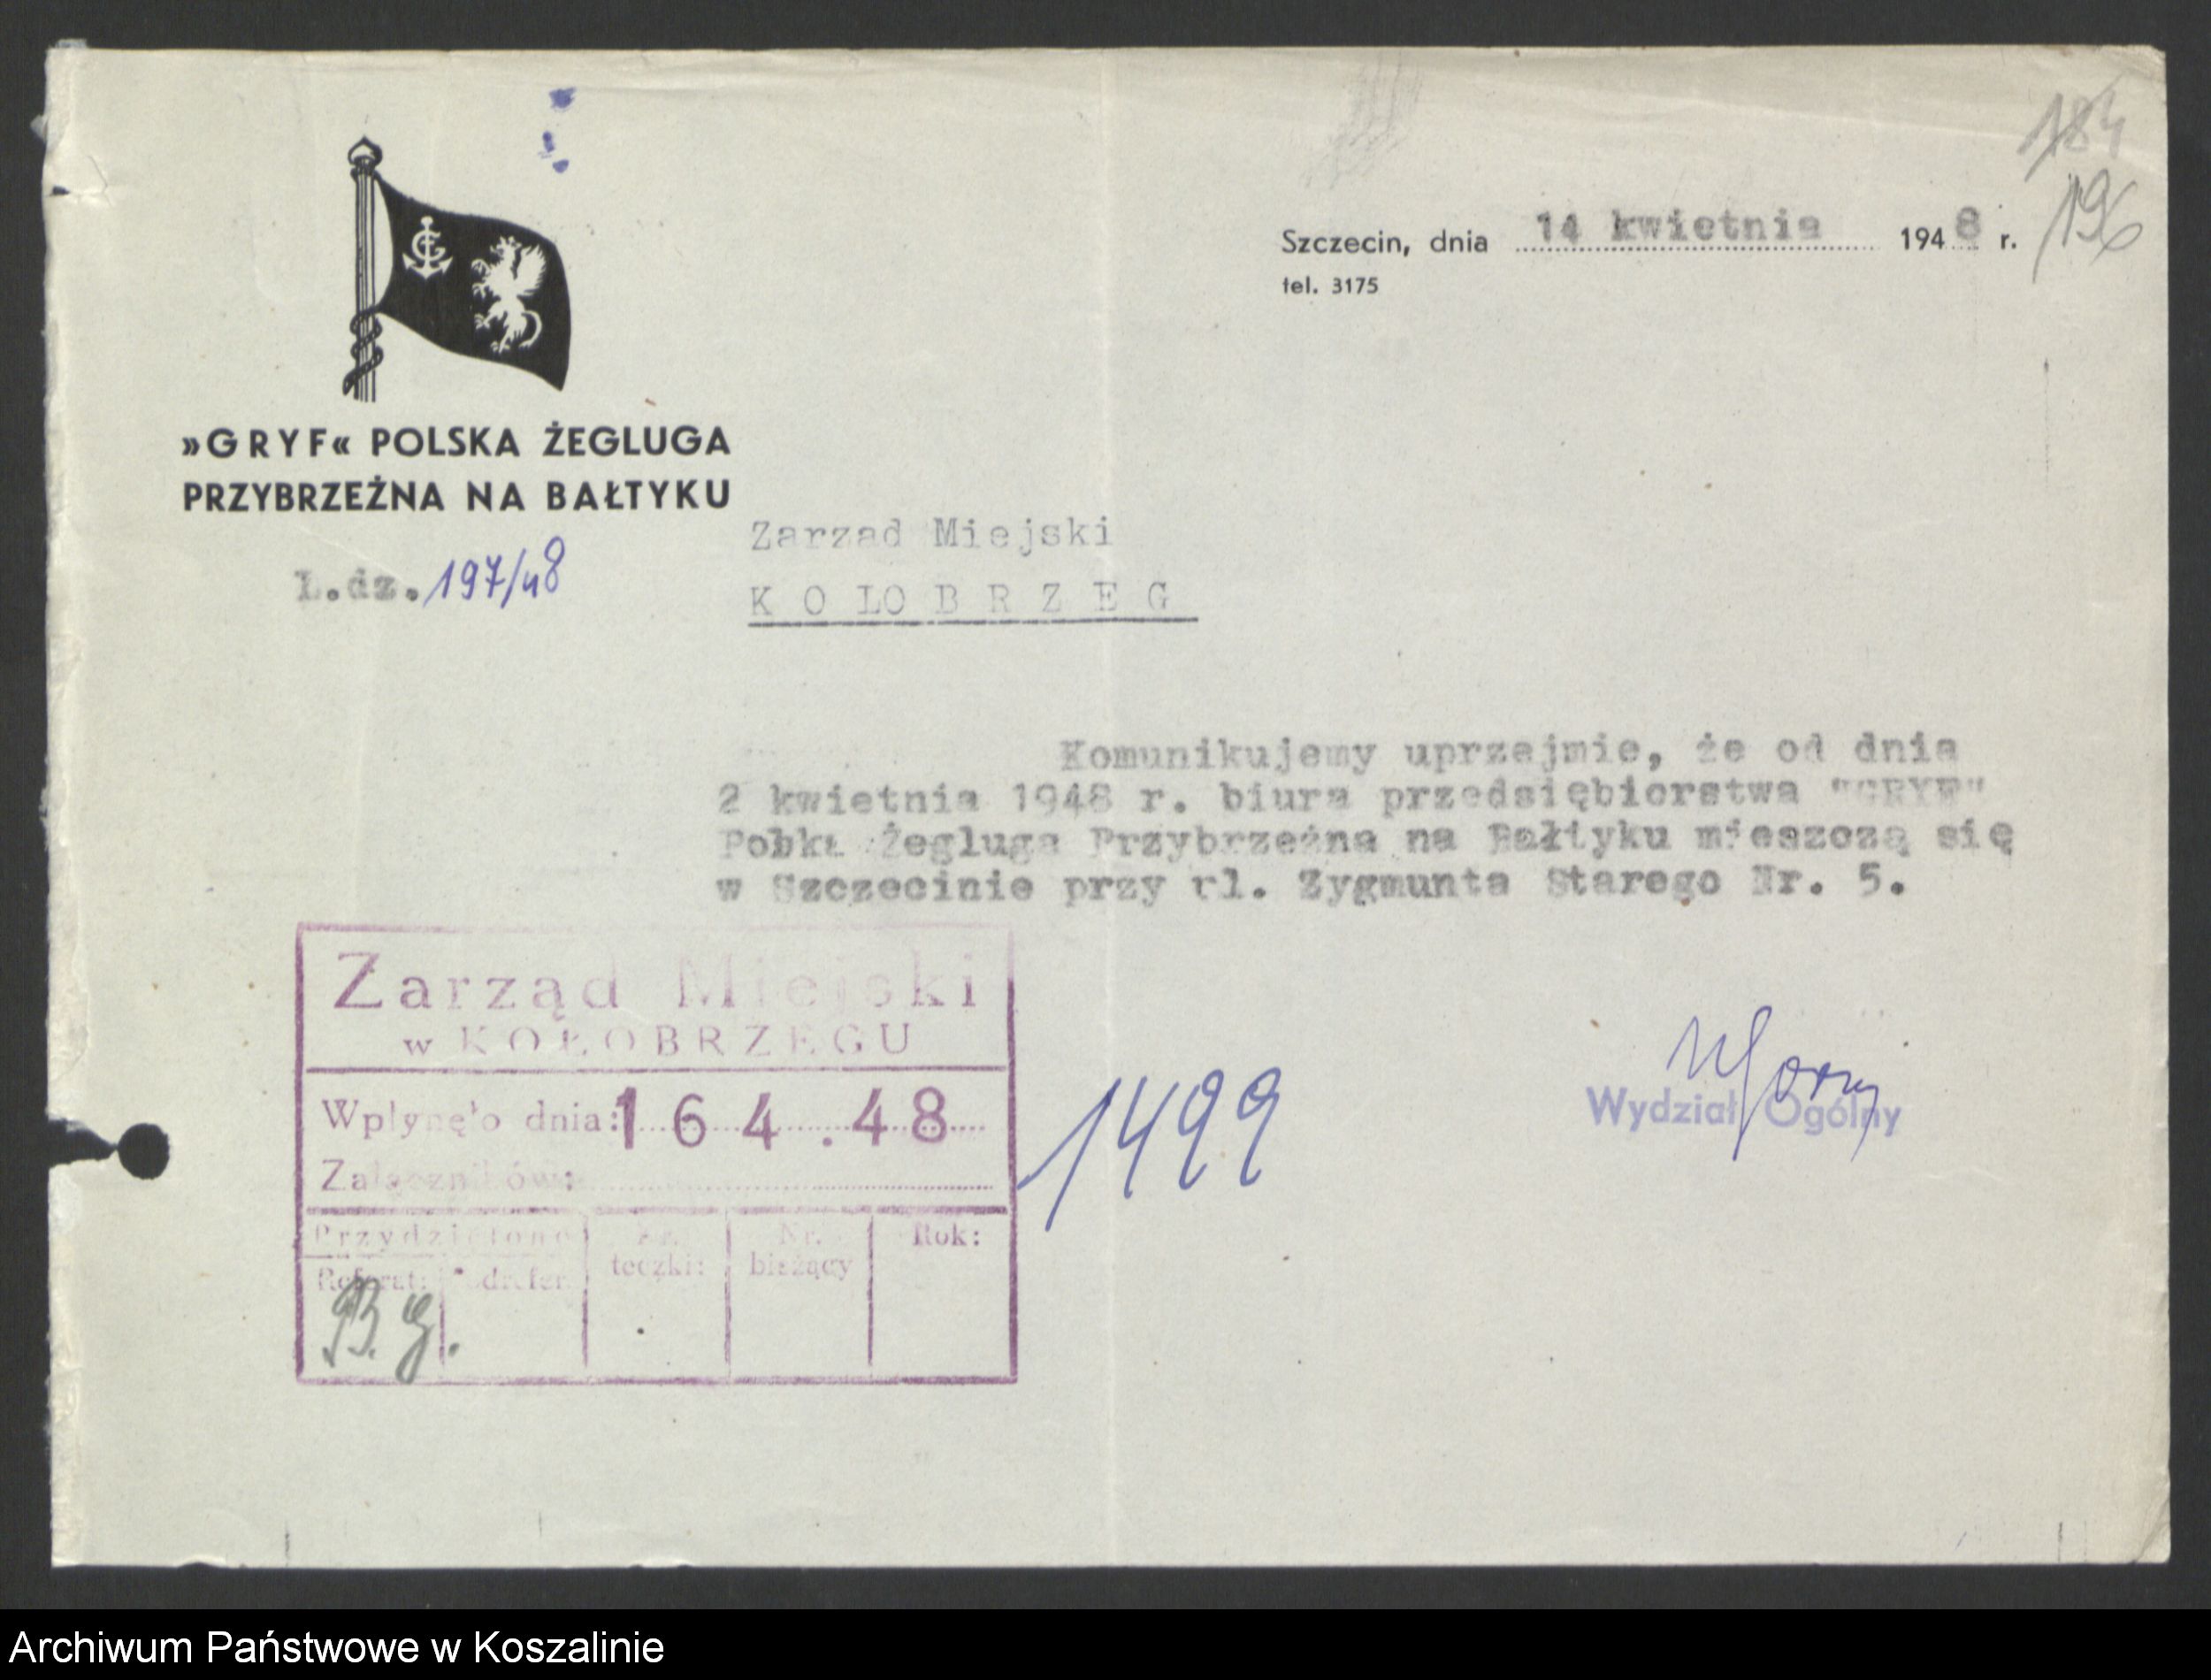 184
196
Szczecin, dnia 14 kwietnia 1948 r.
tel. 3175
»GRYF« POLSKA ŻEGLUGA
PRZYBRZEŻNA NA BAŁTYKU
L.dz. 197/48
Zarzad Miejski
K O LO B R Z E G
Komunikujemy uprzejmie, że od dnia
2 kwietnia 1948 r. biura przedsiębiorstwa "GRYF"
Żegluga Przybrzeżna na Bałtyku mieszczą się
w Szczecinie przy ul. Zygmunta Starego Nr. 5.
Zarząd Miejski
w KOŁOBRZEGU
Wpłynęło dnia: 16 4 . 48
Załączników:
1499
Wydział Ogólny
Przydzielono
Nr. teczki:
Nr. bieżący
Rok:
Referat:
B. g.
Archiwum Państwowe w Koszalinie